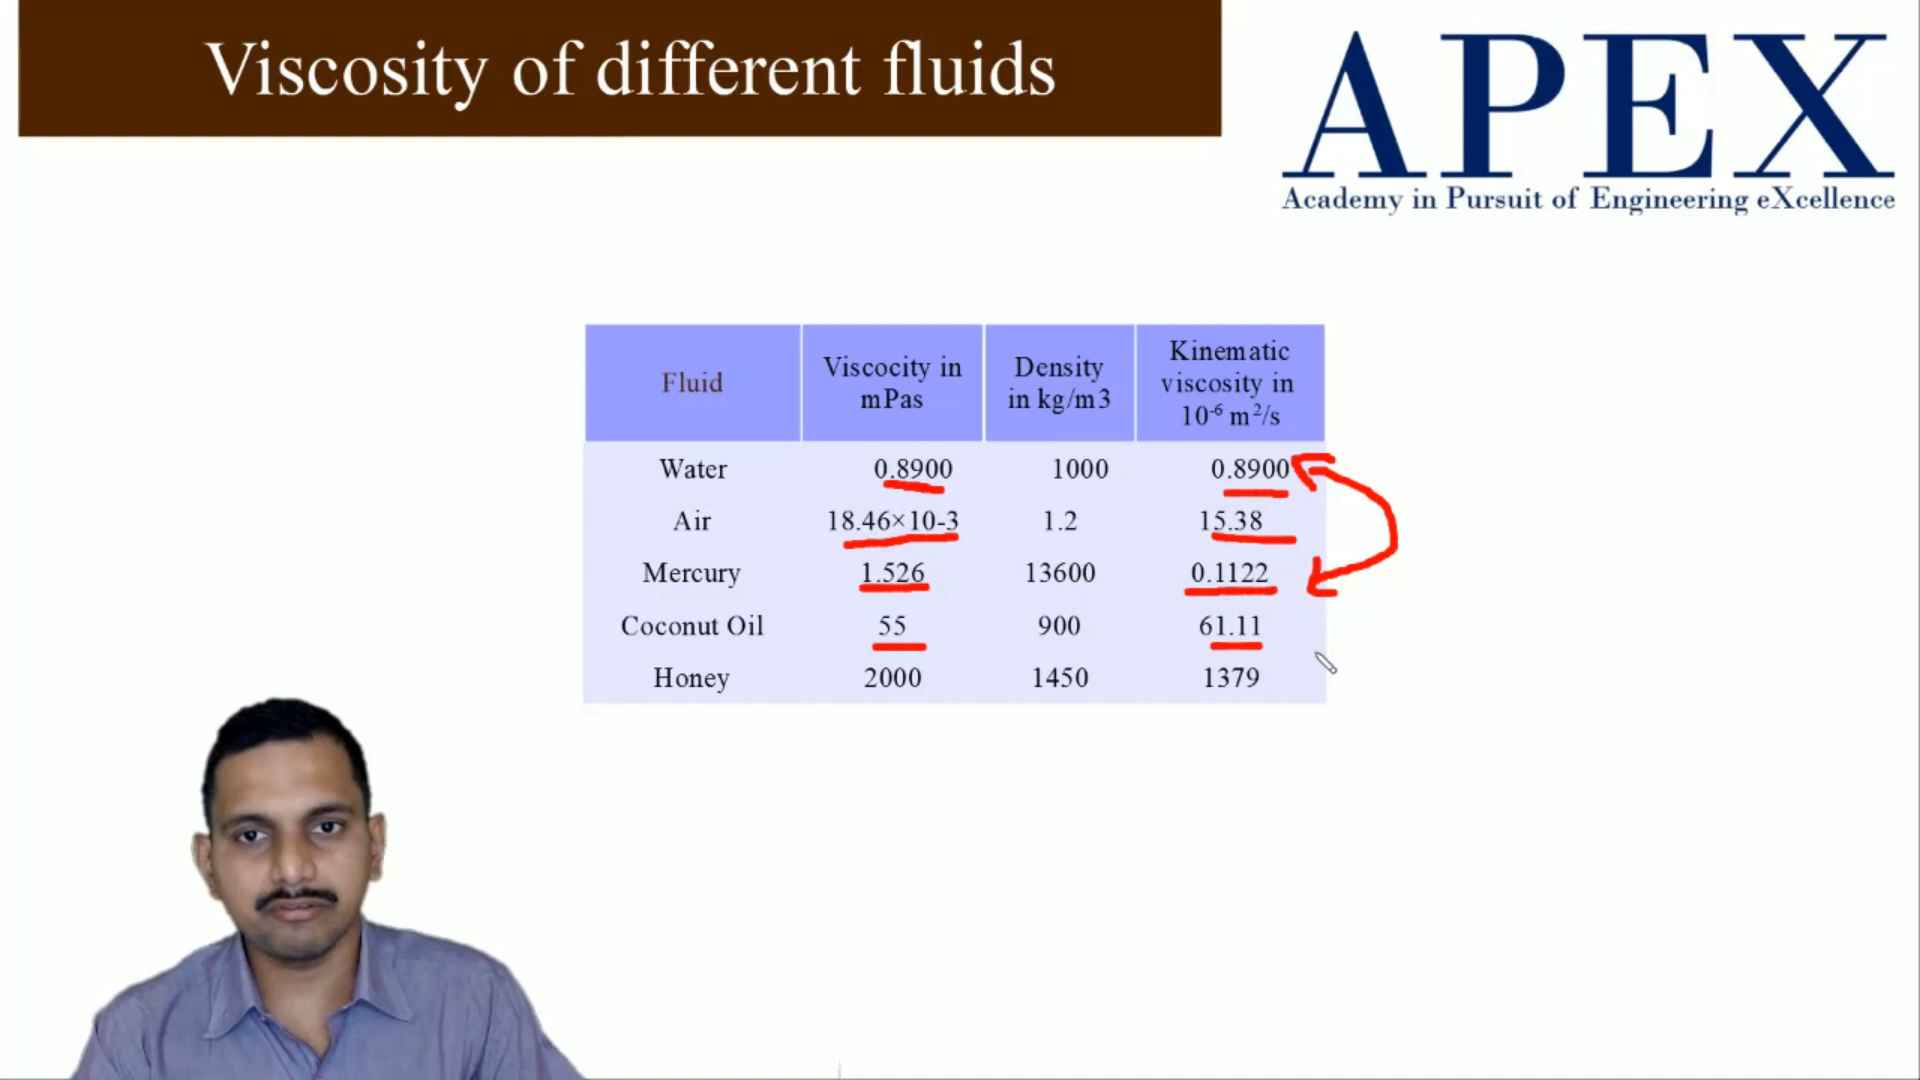 Viscosity of different fluids
APEX
Academy in Pursuit of Engineering eXcellence
Fluid
Viscocity in
mPas
Density
in kg/m3
Kinematic
viscosity in
10⁻⁶ m²/s
Water 0.8900 1000 0.8900
Air 18.46×10-3 1.2 15.38
Mercury 1.526 13600 0.1122
Coconut Oil 55 900 61.11
Honey 2000 1450 1379